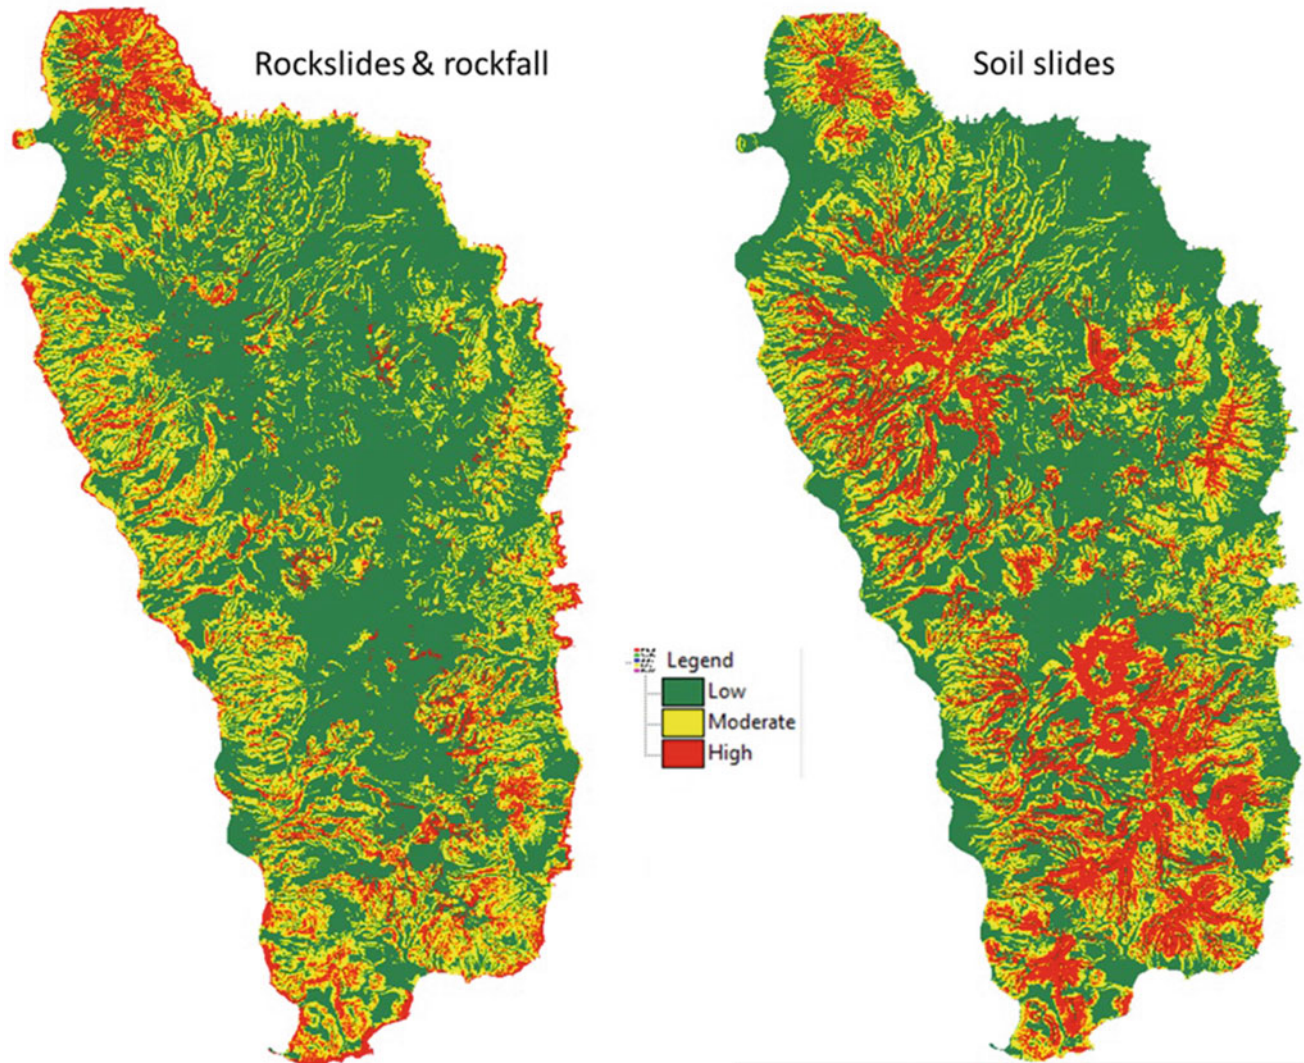 Rockslides & rockfall
Soil slides
Legend
Low
Moderate
High